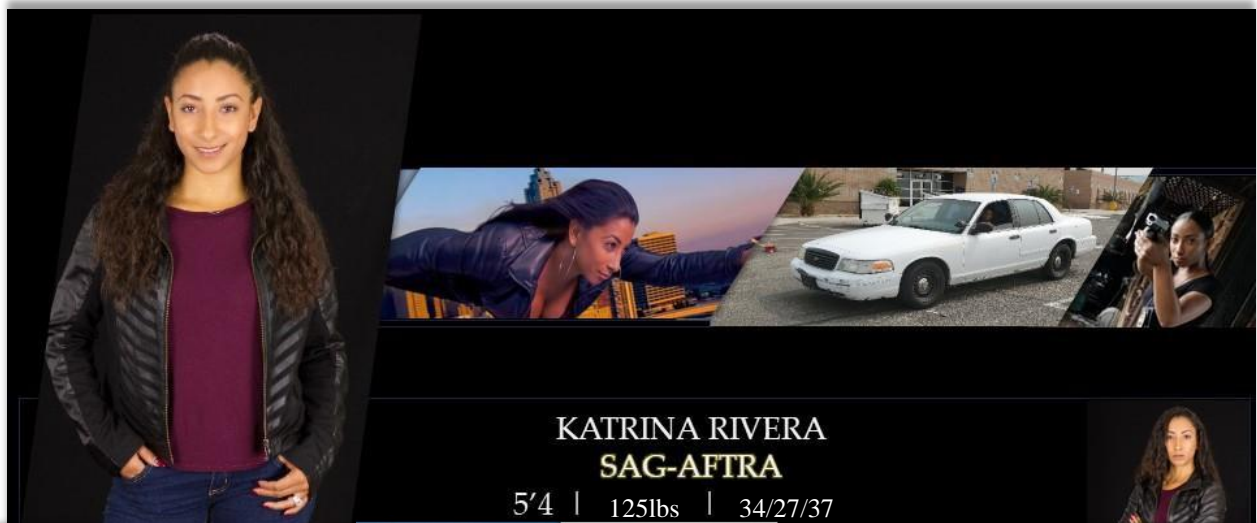 KATRINA RIVERA
SAG-AFTRA
5’4 | 125lbs | 34/27/37